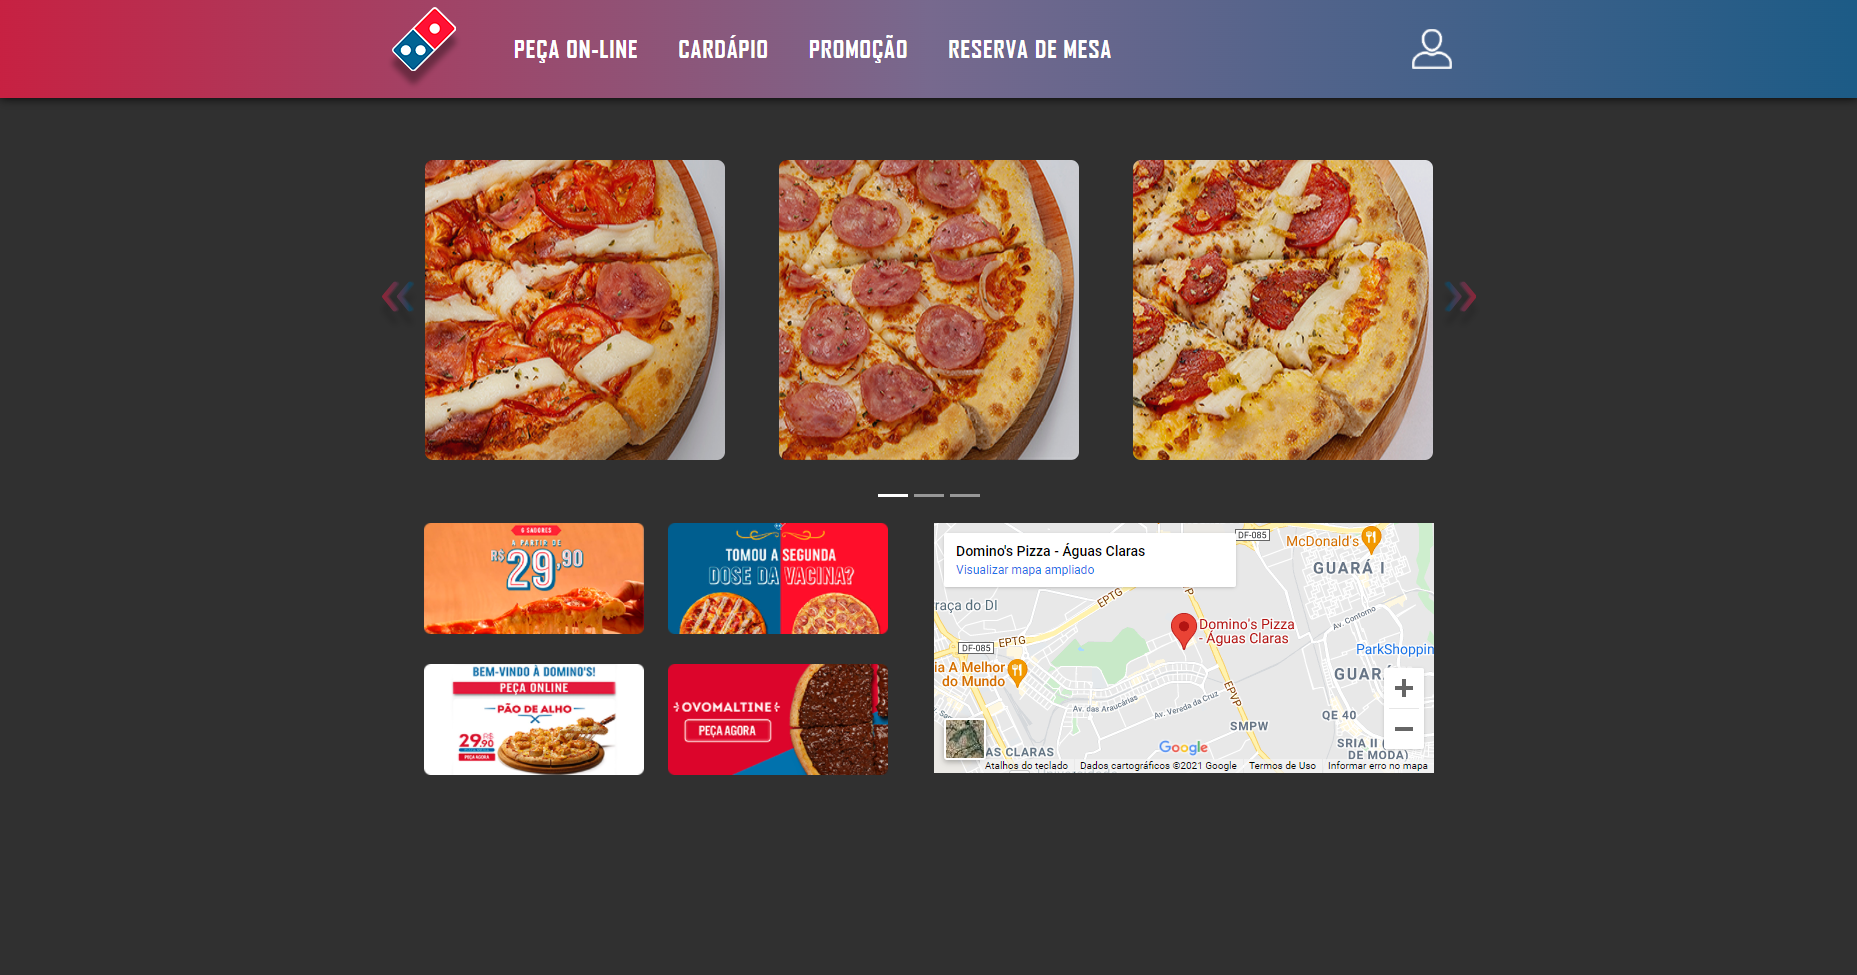 PEÇA ON-LINE
CARDÁPIO
PROMOÇÃO
RESERVA DE MESA
6 SABORES
A PARTIR DE
R$ 29,90
TOMOU A SEGUNDA
DOSE DA VACINA?
BEM-VINDO À DOMINO'S!
PEÇA ONLINE
PÃO DE ALHO
R$
29,90
PEÇA AGORA
OVOMALTINE
PEÇA AGORA
Domino's Pizza - Águas Claras
Visualizar mapa ampliado
DF-085
McDonald's
GUARÁ I
raça do DI
EPTG
Av. Contorno
Domino's Pizza
- Águas Claras
DF-085
EPTG
ParkShoppin
ia A Melhor
do Mundo
GUAR
EPVP
Av. das Araucárias
Av. Vereda da Cruz
QE 40
SMPW
Google
SRIA II (
DE MODA)
AS CLARAS
Atalhos do teclado
Dados cartográficos ©2021 Google
Termos de Uso
Informar erro no mapa